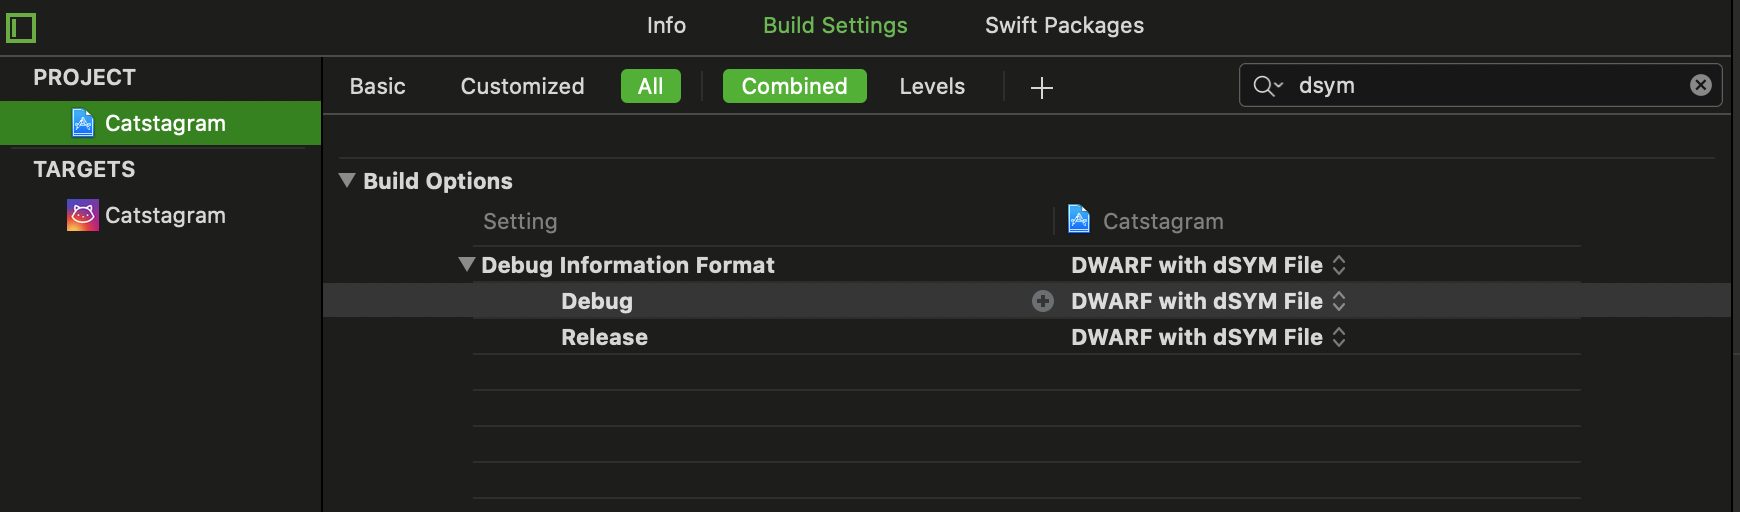 Info Build Settings Swift Packages
PROJECT
Catstagram
TARGETS
Catstagram
Basic Customized All Combined Levels + dsym
Build Options
Setting Catstagram
Debug Information Format DWARF with dSYM File
Debug DWARF with dSYM File
Release DWARF with dSYM File